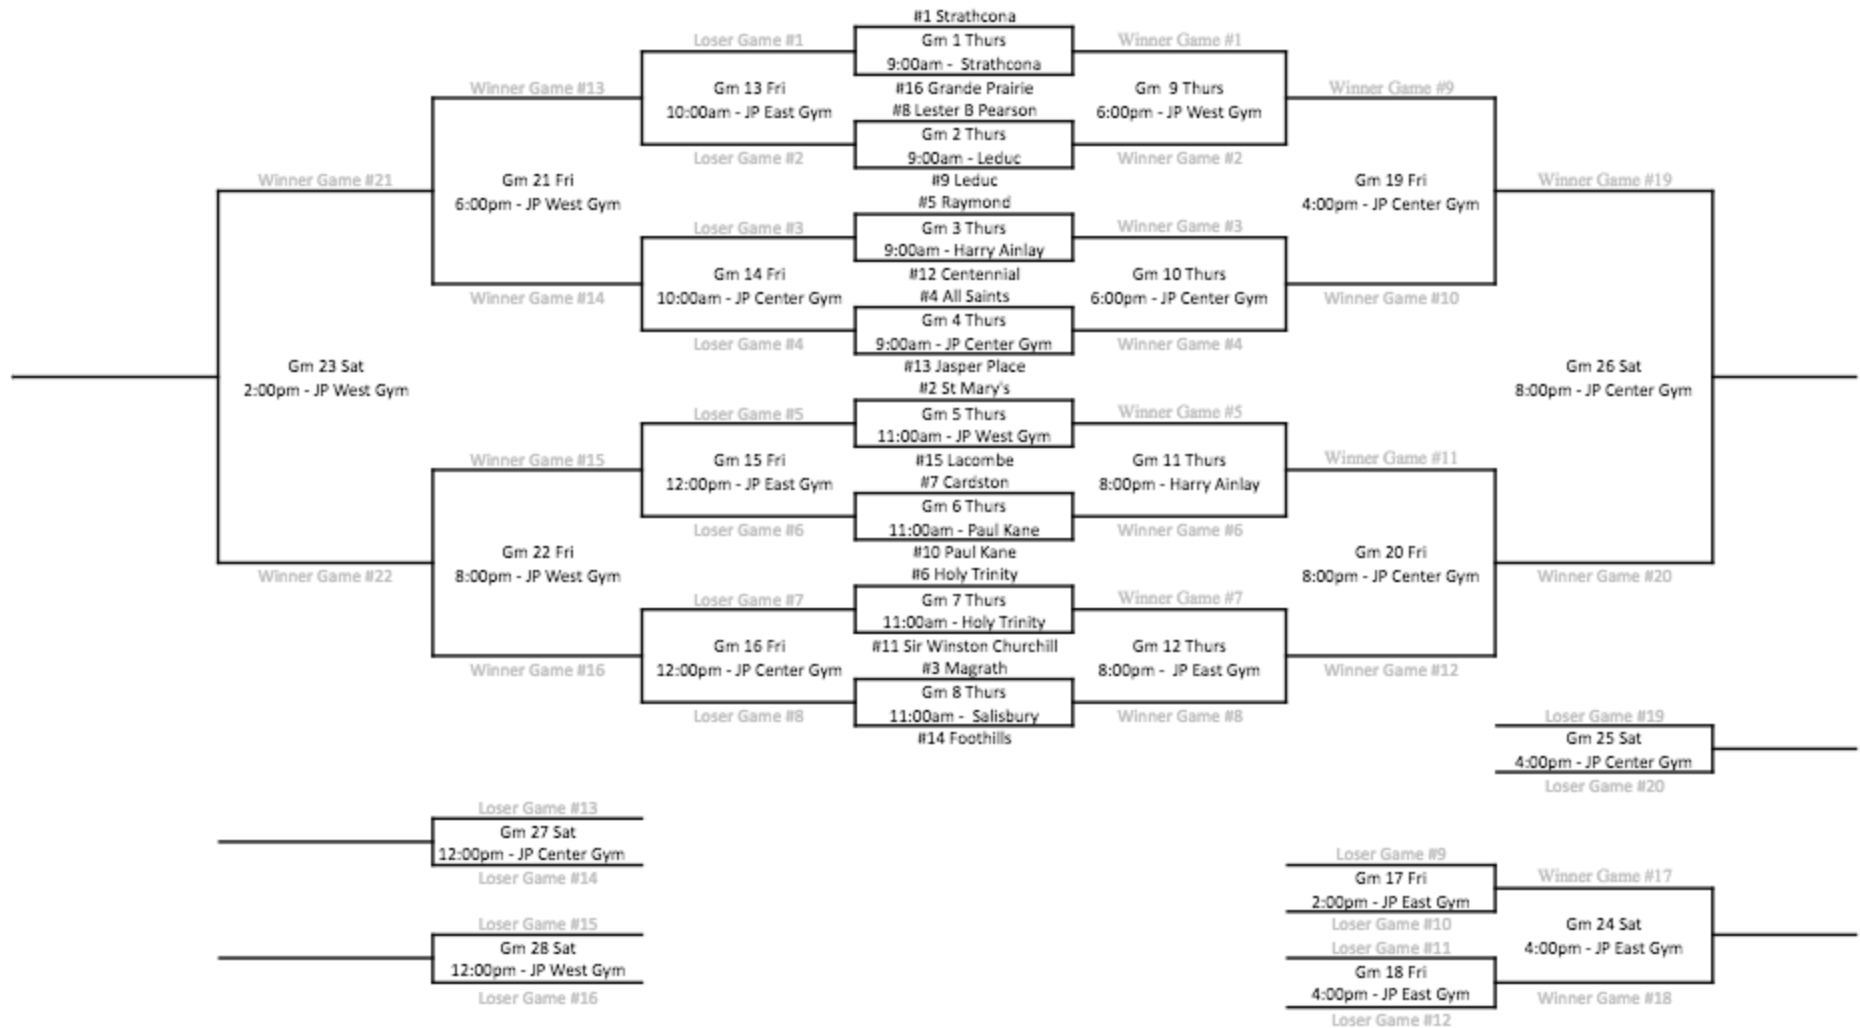 #1 Strathcona
Loser Game #1
Gm 1 Thurs
9:00am - Strathcona
Winner Game #1
Winner Game #13
Gm 13 Fri
10:00am - JP East Gym
#16 Grande Prairie
#8 Lester B Pearson
Gm 9 Thurs
6:00pm - JP West Gym
Winner Game #9
Loser Game #2
Gm 2 Thurs
9:00am - Leduc
Winner Game #2
Winner Game #21
Gm 21 Fri
6:00pm - JP West Gym
#9 Leduc
#5 Raymond
Gm 19 Fri
4:00pm - JP Center Gym
Winner Game #19
Loser Game #3
Gm 3 Thurs
9:00am - Harry Ainlay
Winner Game #3
Winner Game #14
Gm 14 Fri
10:00am - JP Center Gym
#12 Centennial
#4 All Saints
Gm 10 Thurs
6:00pm - JP Center Gym
Winner Game #10
Loser Game #4
Gm 4 Thurs
9:00am - JP Center Gym
Winner Game #4
Gm 23 Sat
2:00pm - JP West Gym
#13 Jasper Place
#2 St Mary's
Gm 26 Sat
8:00pm - JP Center Gym
Loser Game #5
Gm 5 Thurs
11:00am - JP West Gym
Winner Game #5
Winner Game #15
Gm 15 Fri
12:00pm - JP East Gym
#15 Lacombe
#7 Cardston
Gm 11 Thurs
8:00pm - Harry Ainlay
Winner Game #11
Loser Game #6
Gm 6 Thurs
11:00am - Paul Kane
Winner Game #6
Winner Game #22
Gm 22 Fri
8:00pm - JP West Gym
#10 Paul Kane
#6 Holy Trinity
Gm 20 Fri
8:00pm - JP Center Gym
Winner Game #20
Loser Game #7
Gm 7 Thurs
11:00am - Holy Trinity
Winner Game #7
Winner Game #16
Gm 16 Fri
12:00pm - JP Center Gym
#11 Sir Winston Churchill
#3 Magrath
Gm 12 Thurs
8:00pm - JP East Gym
Winner Game #12
Loser Game #8
Gm 8 Thurs
11:00am - Salisbury
Winner Game #8
#14 Foothills
Loser Game #19
Gm 25 Sat
4:00pm - JP Center Gym
Loser Game #20
Loser Game #13
Gm 27 Sat
12:00pm - JP Center Gym
Loser Game #14
Loser Game #9
Gm 17 Fri
2:00pm - JP East Gym
Loser Game #10
Winner Game #17
Loser Game #15
Gm 28 Sat
12:00pm - JP West Gym
Loser Game #16
Gm 24 Sat
4:00pm - JP East Gym
Loser Game #11
Gm 18 Fri
4:00pm - JP East Gym
Loser Game #12
Winner Game #18